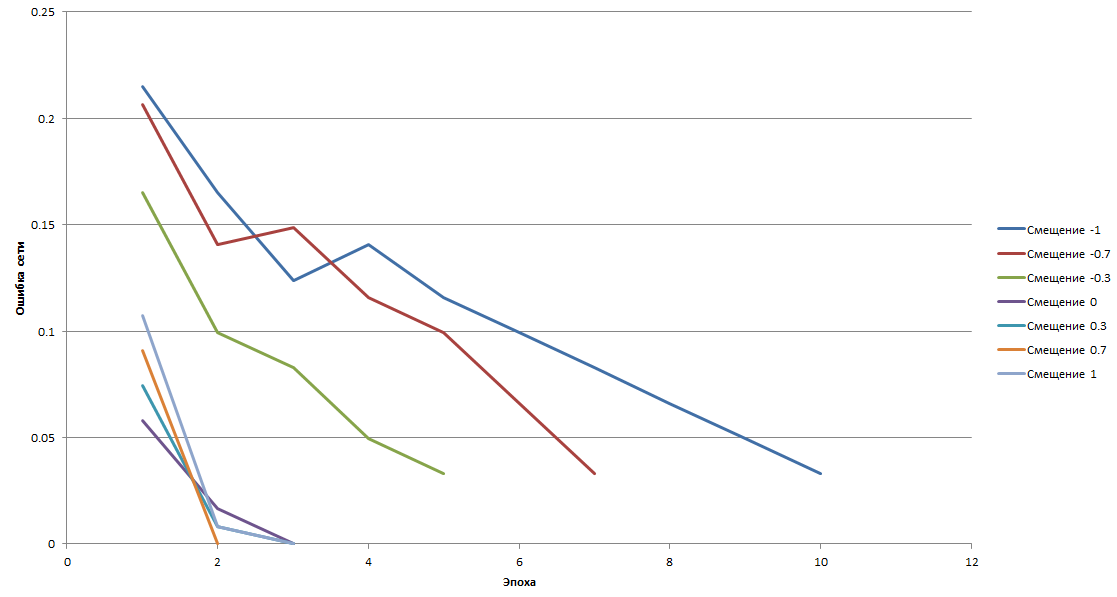 0.25
0.2
0.15
0.1
0.05
0
Ошибка сети
0 2 4 6 8 10 12
Эпоха
Смещение -1
Смещение -0.7
Смещение -0.3
Смещение 0
Смещение 0.3
Смещение 0.7
Смещение 1